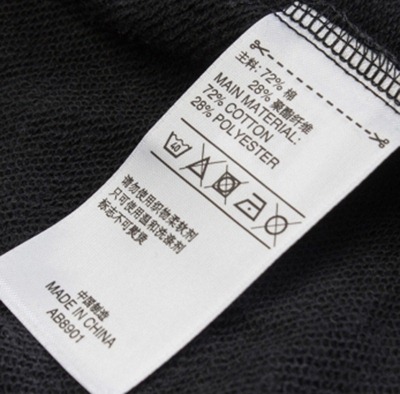 主料: 72% 棉
28% 聚酯纤维
MAIN MATERIAL:
72% COTTON
28% POLYESTER
40
请勿使用织物柔软剂
只可使用温和洗涤剂
标志不可熨烫
中国制造
MADE IN CHINA
AB8901